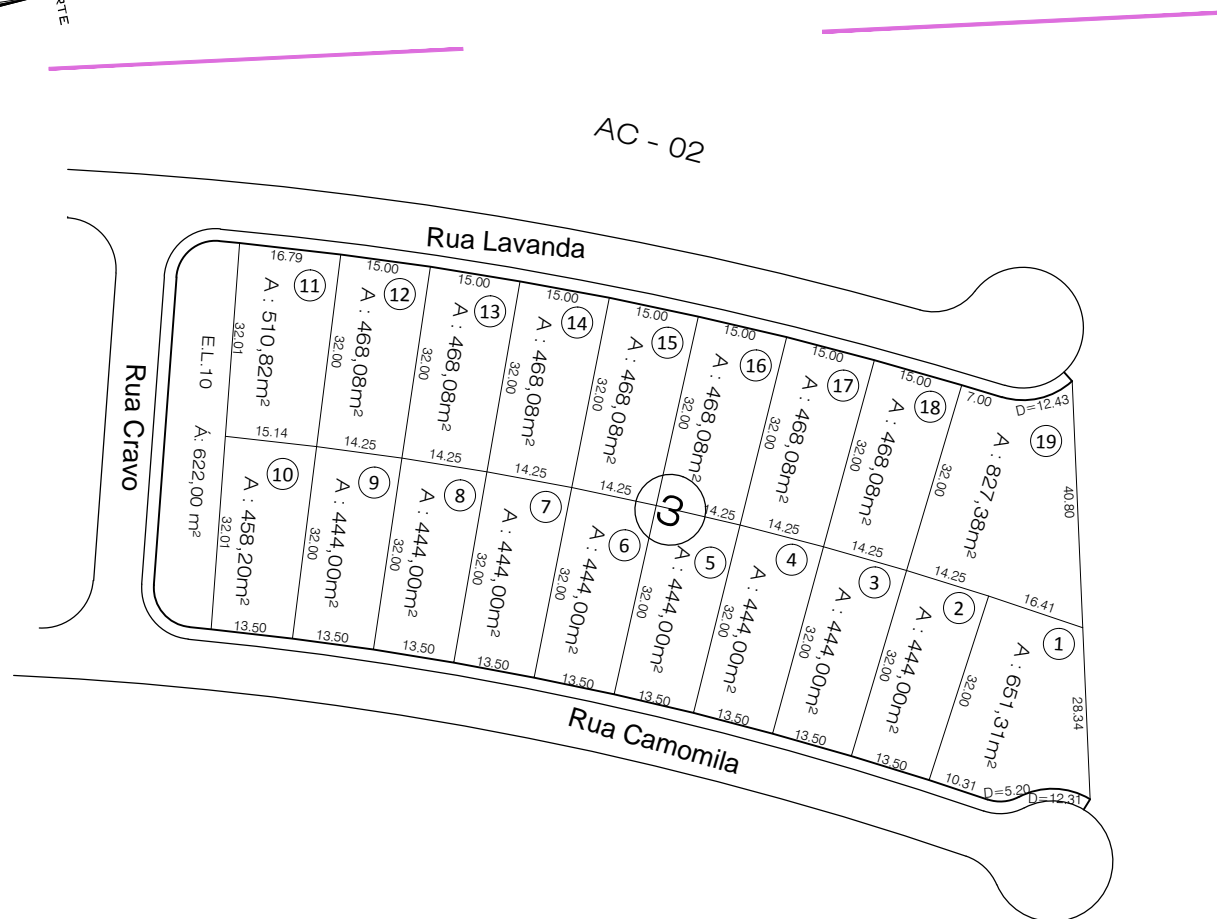 RTE
AC - 02
Rua Lavanda
Rua Cravo
Rua Camomila
3
E.L.10 Á: 622,00 m²
16.79
11
A : 510,82m²
32.01
15.14
15.00
12
A : 468,08m²
32.00
14.25
15.00
13
A : 468,08m²
32.00
14.25
15.00
14
A : 468,08m²
32.00
14.25
15.00
15
A : 468,08m²
32.00
14.25
15.00
16
A : 468,08m²
32.00
14.25
15.00
17
A : 468,08m²
32.00
14.25
15.00
18
A : 468,08m²
32.00
14.25
7.00
D=12.43
19
A : 827,38m²
32.00
40.80
14.25
16.41
10
A : 458,20m²
32.01
13.50
9
A : 444,00m²
32.00
13.50
8
A : 444,00m²
32.00
13.50
7
A : 444,00m²
32.00
13.50
6
A : 444,00m²
32.00
13.50
5
A : 444,00m²
32.00
13.50
4
A : 444,00m²
32.00
13.50
3
A : 444,00m²
32.00
13.50
2
A : 444,00m²
32.00
13.50
1
A : 651,31m²
32.00
28.34
10.31
D=5.20
D=12.31